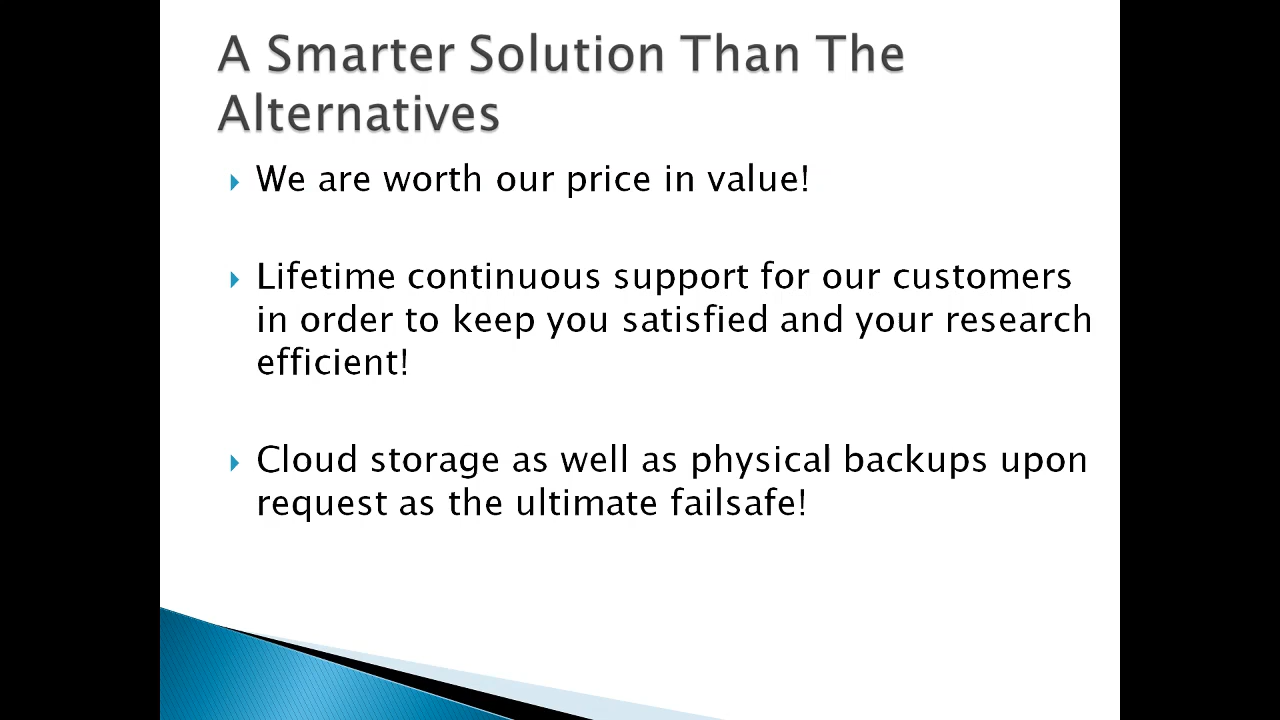 A Smarter Solution Than The
Alternatives
We are worth our price in value!
Lifetime continuous support for our customers
in order to keep you satisfied and your research
efficient!
Cloud storage as well as physical backups upon
request as the ultimate failsafe!